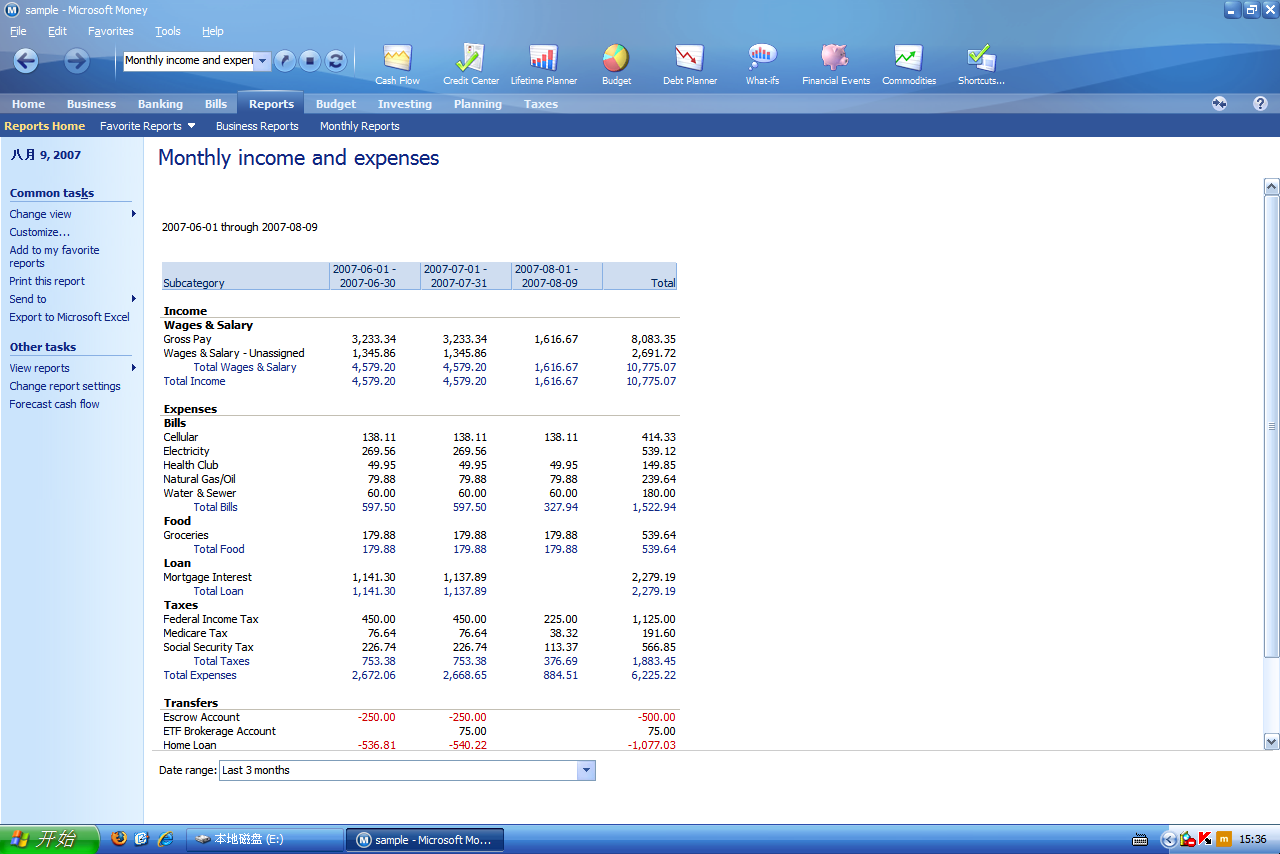 sample - Microsoft Money
File Edit Favorites Tools Help
Monthly income and expen
Cash Flow Credit Center Lifetime Planner Budget Debt Planner What-ifs Financial Events Commodities Shortcuts...
Home Business Banking Bills Reports Budget Investing Planning Taxes
Reports Home Favorite Reports Business Reports Monthly Reports
八月 9, 2007
Common tasks
Change view
Customize...
Add to my favorite
reports
Print this report
Send to
Export to Microsoft Excel
Other tasks
View reports
Change report settings
Forecast cash flow
Monthly income and expenses
2007-06-01 through 2007-08-09
2007-06-01 - 2007-07-01 - 2007-08-01 -
Subcategory 2007-06-30 2007-07-31 2007-08-09 Total
Income
Wages & Salary
Gross Pay 3,233.34 3,233.34 1,616.67 8,083.35
Wages & Salary - Unassigned 1,345.86 1,345.86 2,691.72
Total Wages & Salary 4,579.20 4,579.20 1,616.67 10,775.07
Total Income 4,579.20 4,579.20 1,616.67 10,775.07
Expenses
Bills
Cellular 138.11 138.11 138.11 414.33
Electricity 269.56 269.56 539.12
Health Club 49.95 49.95 49.95 149.85
Natural Gas/Oil 79.88 79.88 79.88 239.64
Water & Sewer 60.00 60.00 60.00 180.00
Total Bills 597.50 597.50 327.94 1,522.94
Food
Groceries 179.88 179.88 179.88 539.64
Total Food 179.88 179.88 179.88 539.64
Loan
Mortgage Interest 1,141.30 1,137.89 2,279.19
Total Loan 1,141.30 1,137.89 2,279.19
Taxes
Federal Income Tax 450.00 450.00 225.00 1,125.00
Medicare Tax 76.64 76.64 38.32 191.60
Social Security Tax 226.74 226.74 113.37 566.85
Total Taxes 753.38 753.38 376.69 1,883.45
Total Expenses 2,672.06 2,668.65 884.51 6,225.22
Transfers
Escrow Account -250.00 -250.00 -500.00
ETF Brokerage Account 75.00 75.00
Home Loan -536.81 -540.22 -1,077.03
Date range: Last 3 months
开始 本地磁盘 (E:) sample - Microsoft Mo... 15:36